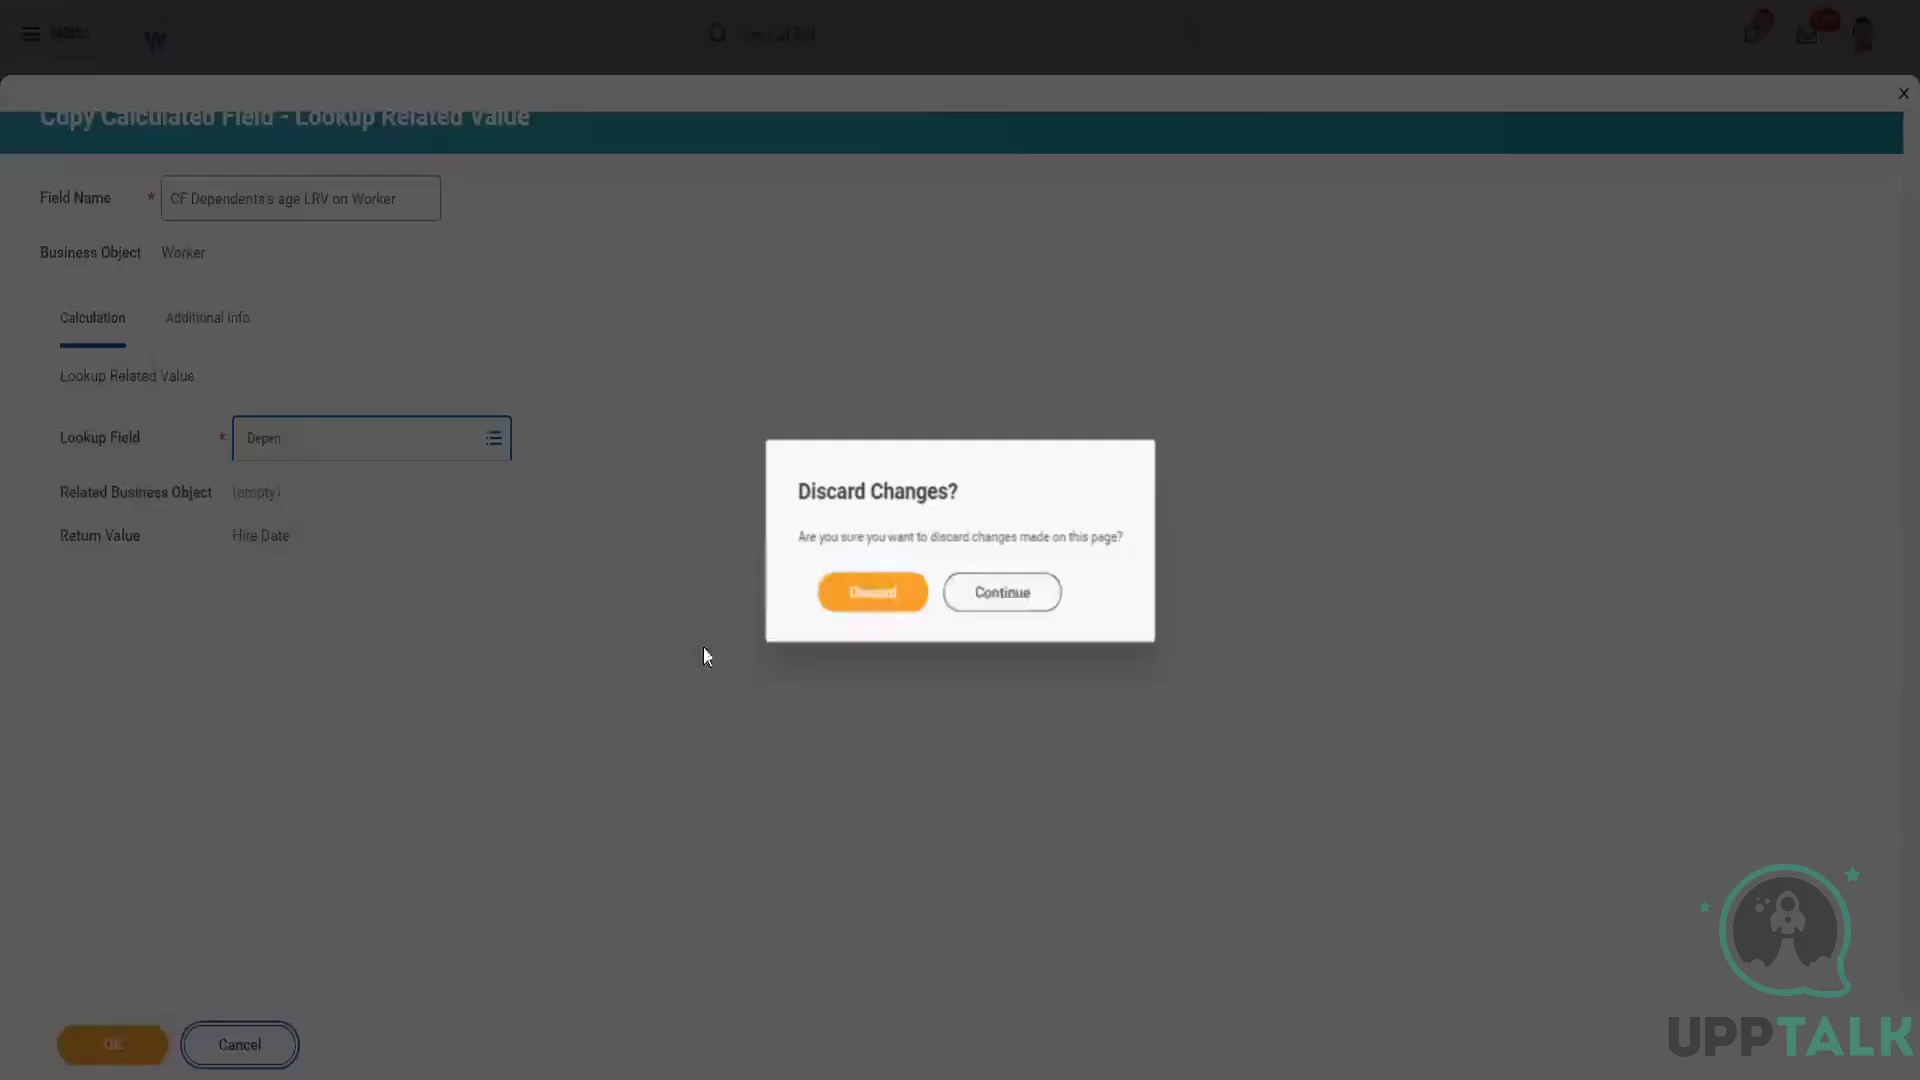 Copy Calculated Field - Lookup Related Value
Field Name * CF Dependents's age LRV on Worker
Business Object Worker
Calculation Additional Info
Lookup Related Value
Lookup Field * Depen
Related Business Object (empty)
Return Value Hire Date
Discard Changes?
Are you sure you want to discard changes made on this page?
Discard Continue
OK Cancel
UPPTALK